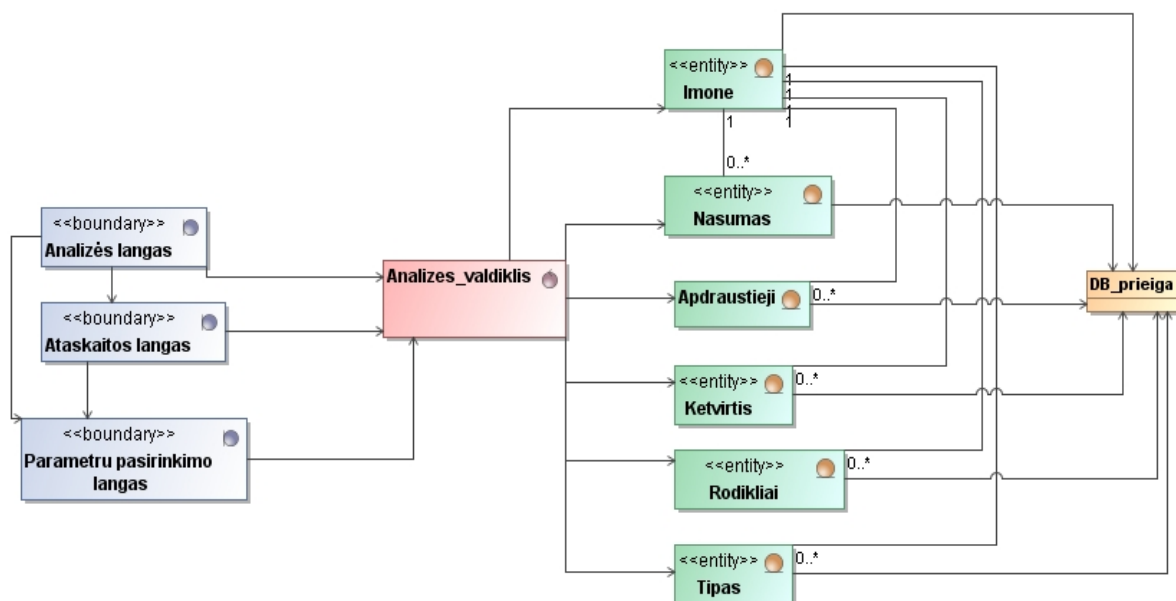 <<entity>>
Imone
1
1
1
1
1
0..*
<<entity>>
Nasumas
<<boundary>>
Analizės langas
Analizes_valdiklis
DB_prieiga
Apdraustieji
0..*
<<boundary>>
Ataskaitos langas
<<entity>>
Ketvirtis
0..*
<<boundary>>
Parametru pasirinkimo
langas
<<entity>>
Rodikliai
0..*
<<entity>>
Tipas
0..*